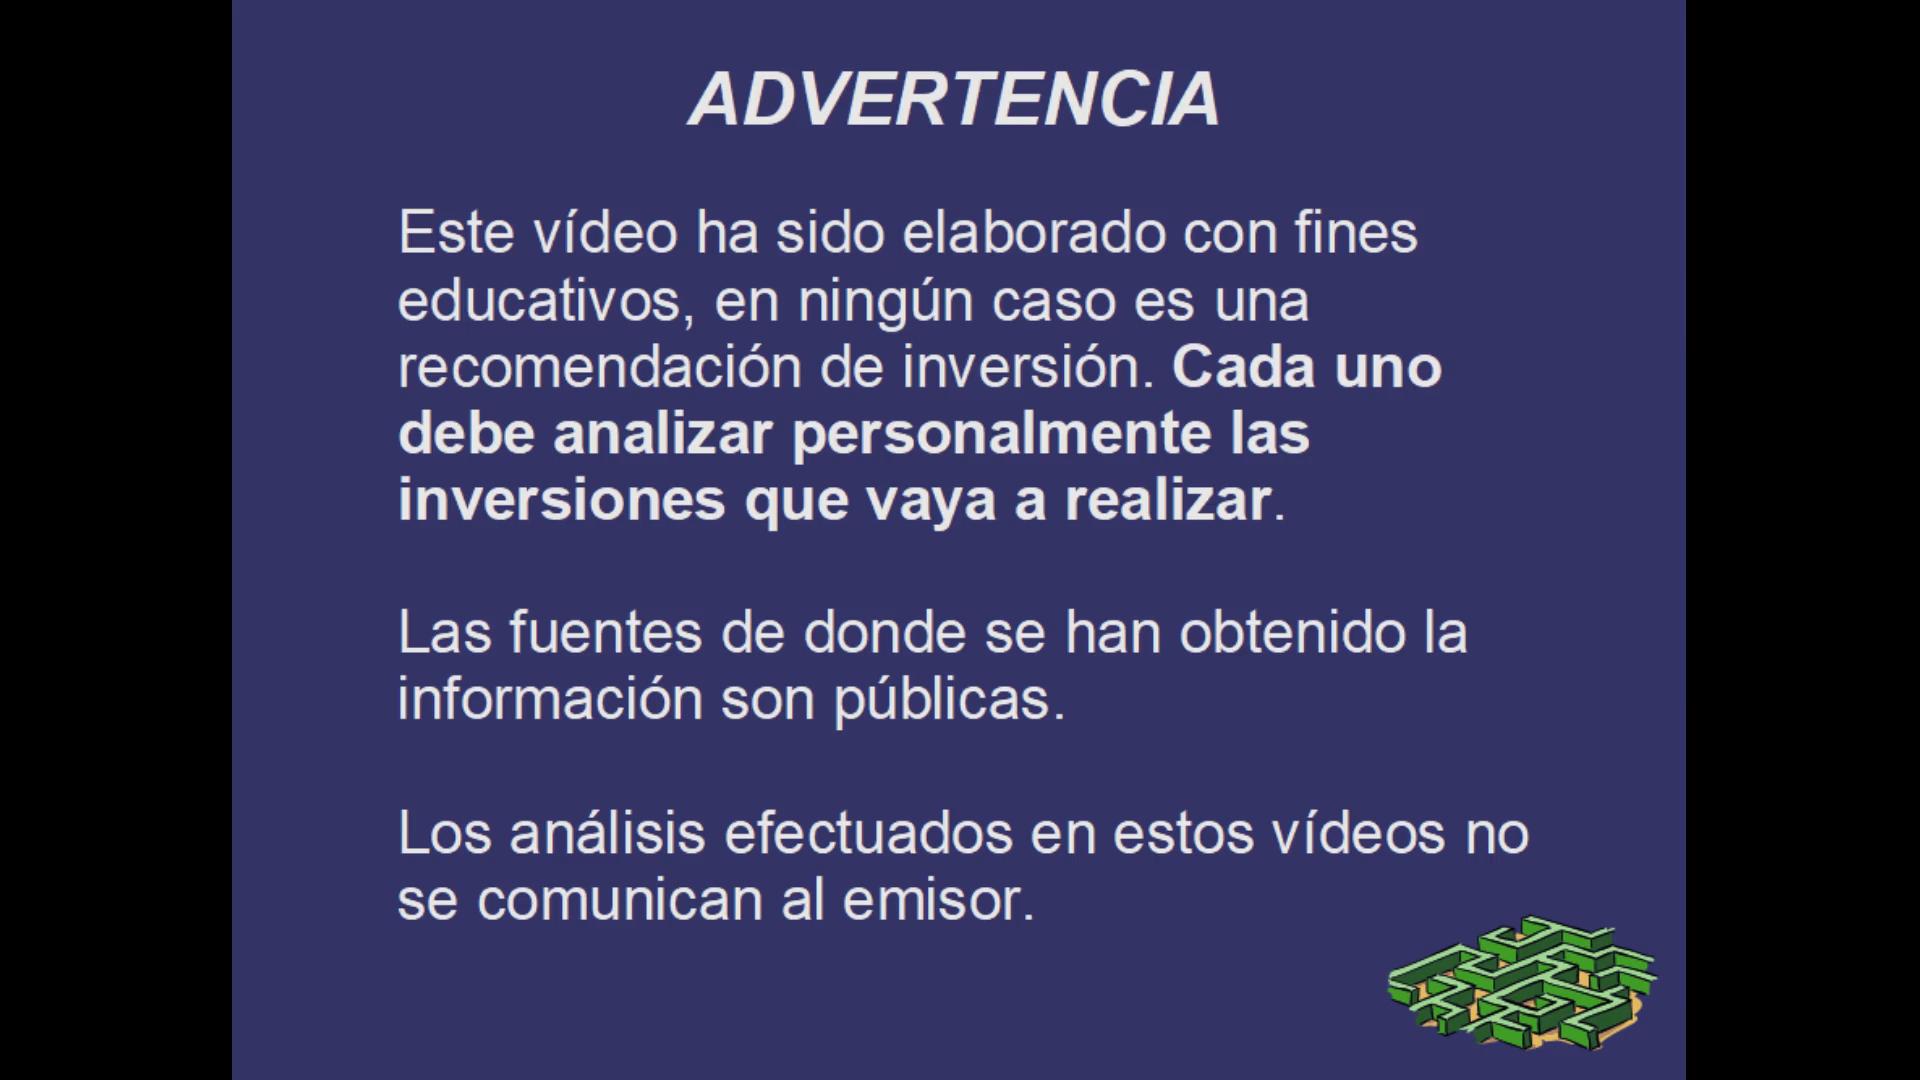 ADVERTENCIA
Este vídeo ha sido elaborado con fines
educativos, en ningún caso es una
recomendación de inversión. Cada uno
debe analizar personalmente las
inversiones que vaya a realizar.
Las fuentes de donde se han obtenido la
información son públicas.
Los análisis efectuados en estos vídeos no
se comunican al emisor.